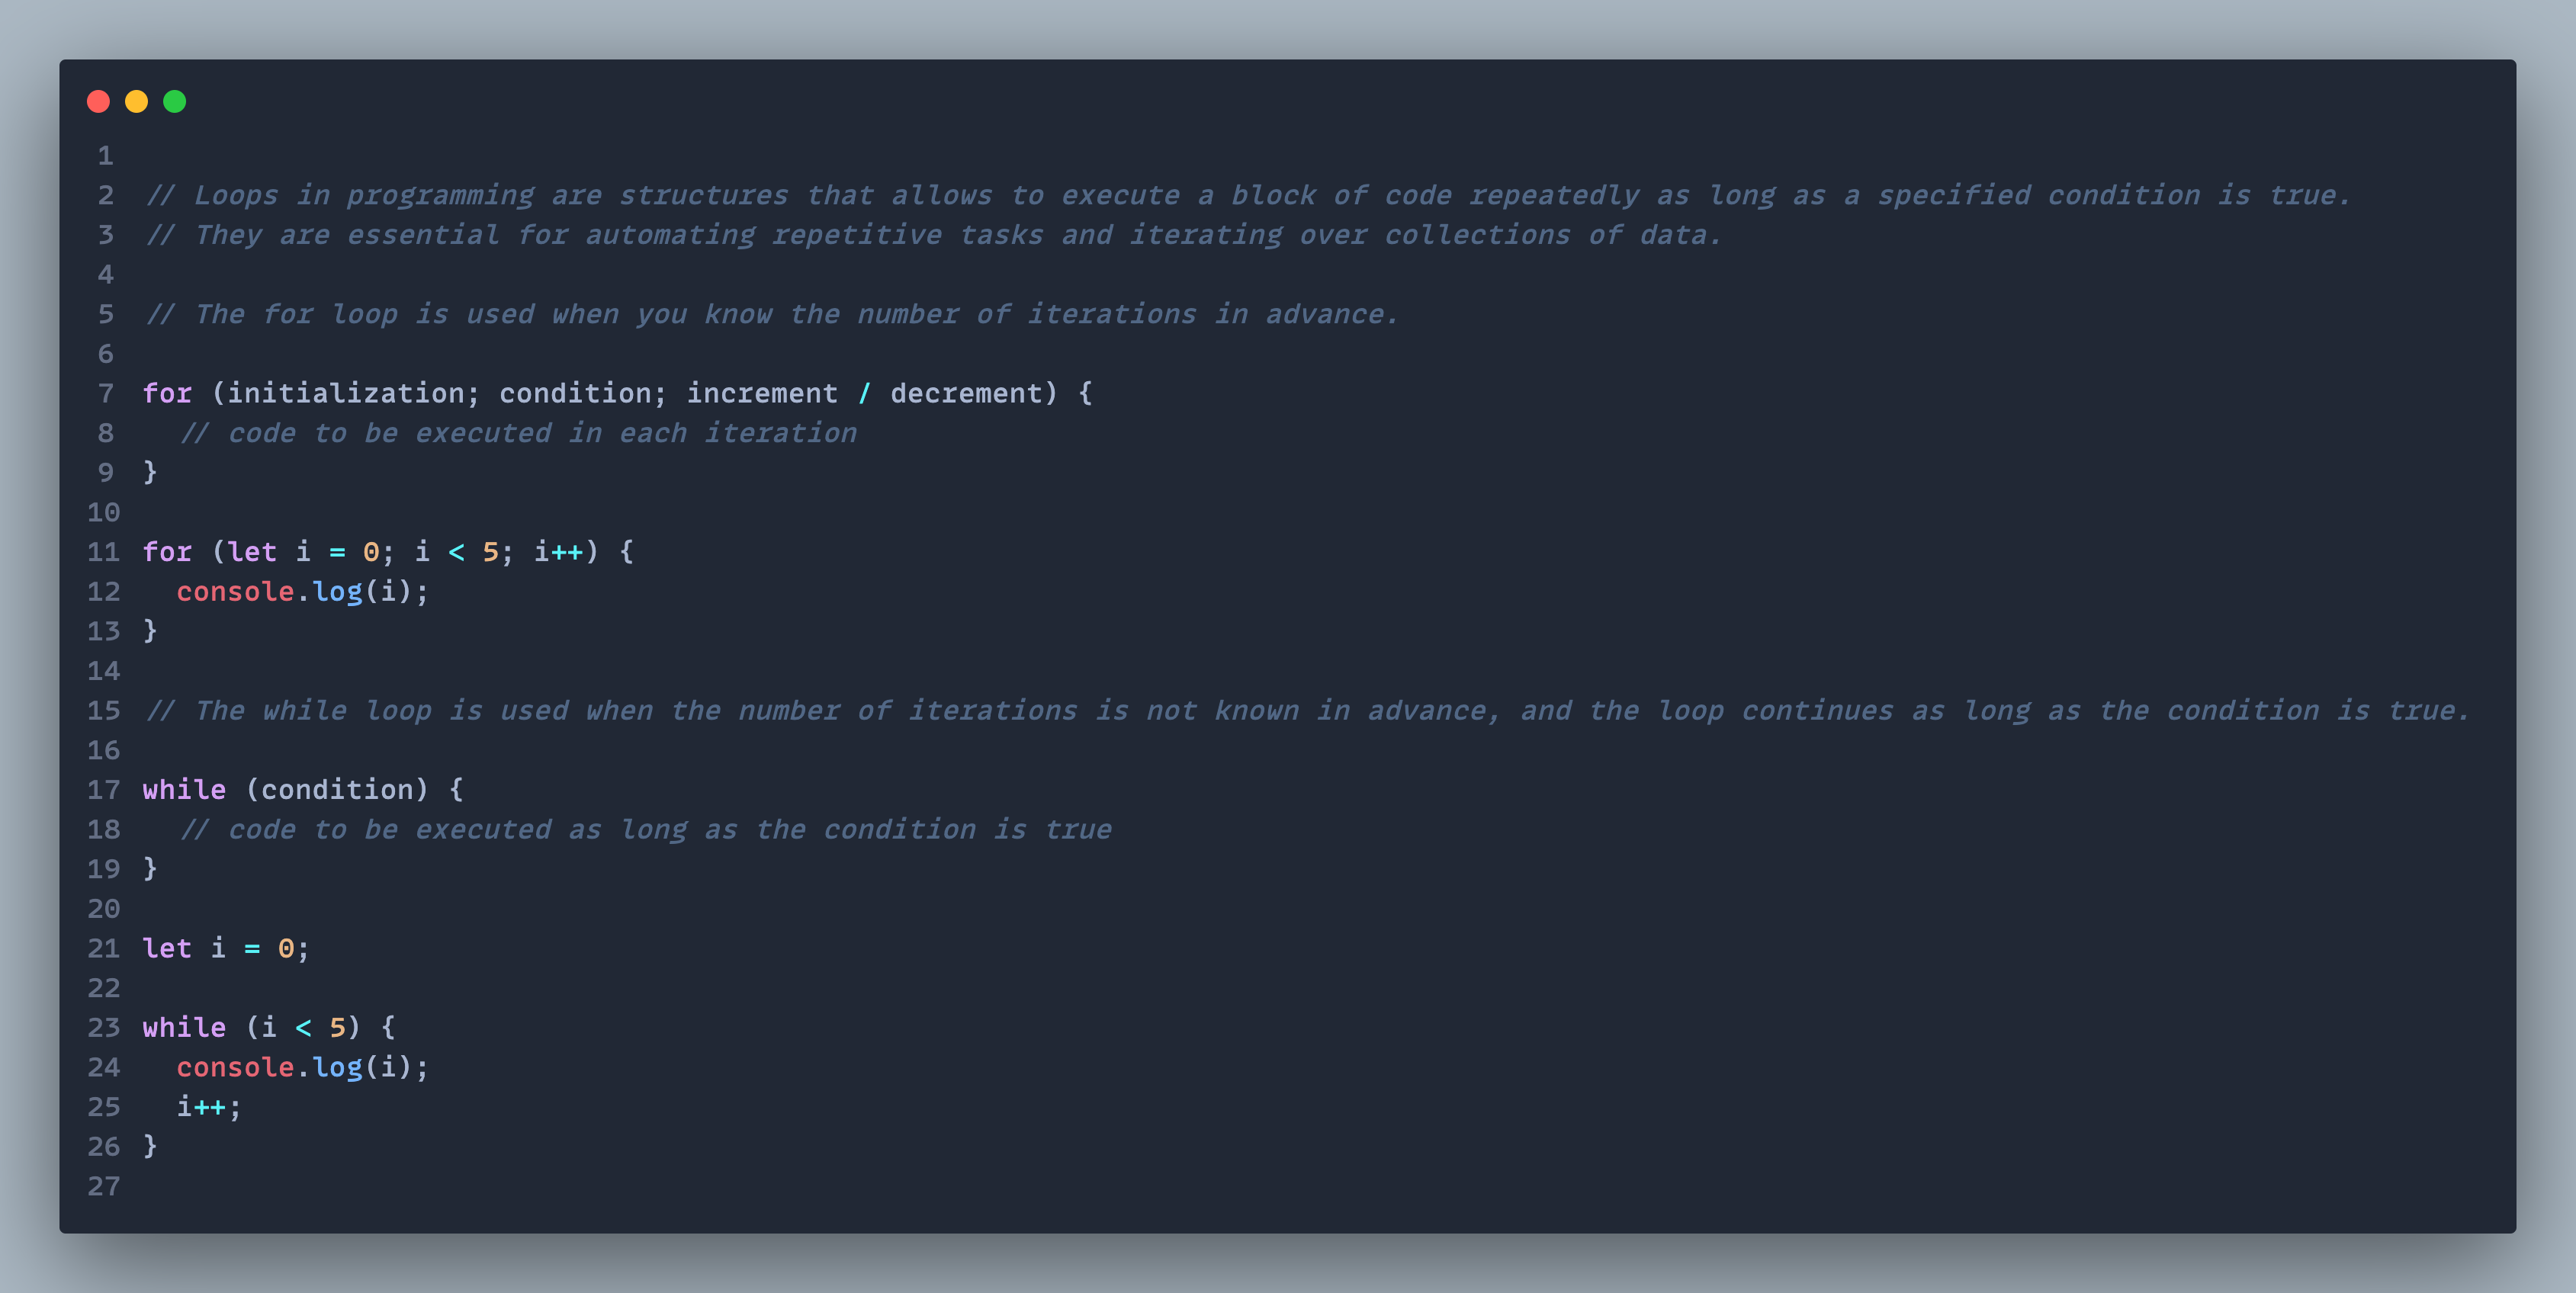 1
2 // Loops in programming are structures that allows to execute a block of code repeatedly as long as a specified condition is true.
3 // They are essential for automating repetitive tasks and iterating over collections of data.
4
5 // The for loop is used when you know the number of iterations in advance.
6
7 for (initialization; condition; increment / decrement) {
8   // code to be executed in each iteration
9 }
10
11 for (let i = 0; i < 5; i++) {
12   console.log(i);
13 }
14
15 // The while loop is used when the number of iterations is not known in advance, and the loop continues as long as the condition is true.
16
17 while (condition) {
18   // code to be executed as long as the condition is true
19 }
20
21 let i = 0;
22
23 while (i < 5) {
24   console.log(i);
25   i++;
26 }
27